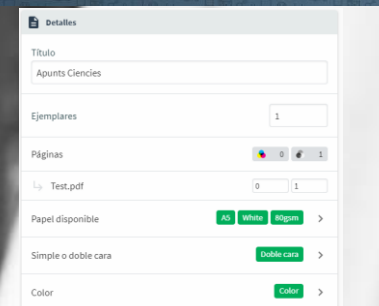 Detalles
Título
Apunts Ciencies
Ejemplares 1
Páginas 0 1
Test.pdf 0 1
Papel disponible A5 White 80gsm
Simple o doble cara Doble cara
Color Color